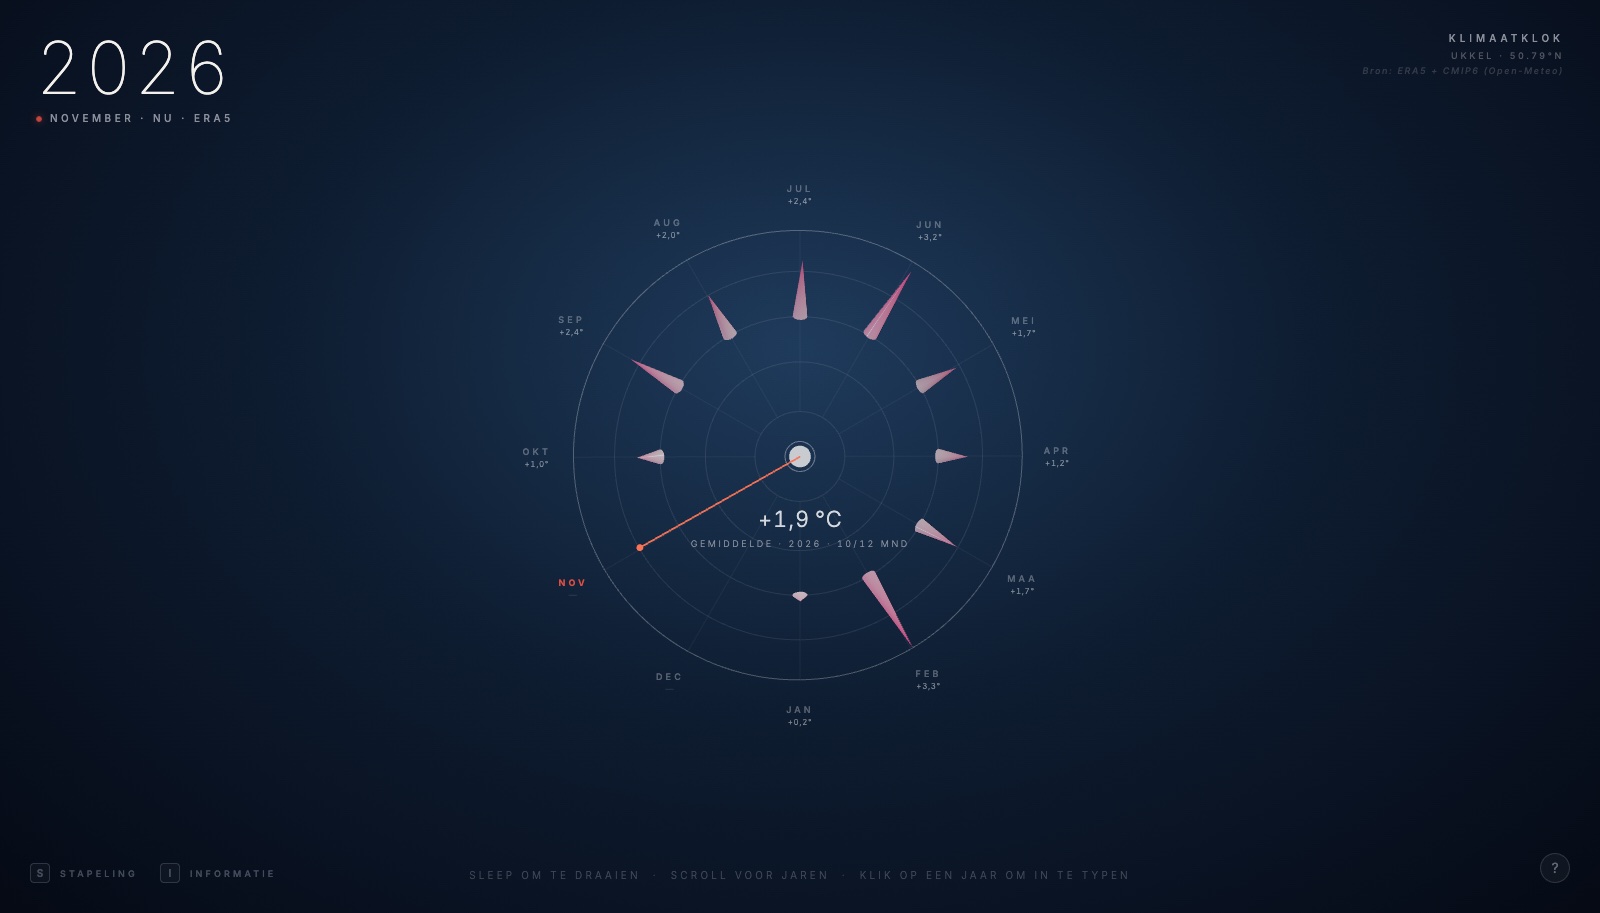 2026
NOVEMBER · NU · ERA5
KLIMAATKLOK
UKKEL · 50.79°N
Bron: ERA5 + CMIP6 (Open-Meteo)
JUL
+2,4°
AUG
+2,0°
JUN
+3,2°
SEP
+2,4°
MEI
+1,7°
OKT
+1,0°
APR
+1,2°
+1,9 °C
GEMIDDELDE · 2026 · 10/12 MND
NOV
—
MAA
+1,7°
DEC
—
FEB
+3,3°
JAN
+0,2°
S STAPELING I INFORMATIE
SLEEP OM TE DRAAIEN · SCROLL VOOR JAREN · KLIK OP EEN JAAR OM IN TE TYPEN
?